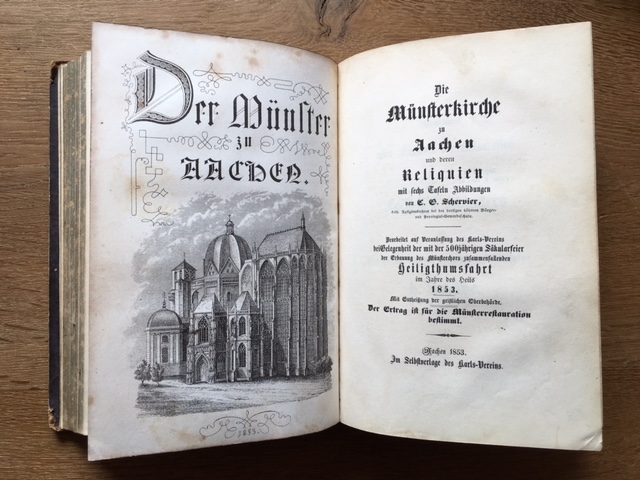 Der Münster
zu
AACHEN.
1853.
Die
Münsterkirche
zu
Aachen
und deren
Reliquien
mit sechs Tafeln Abbildungen
von C. G. Schervier,
und
Bearbeitet auf Veranlassung des Karls-Vereins
bei Gelegenheit der mit der 500jährigen Säkularfeier
der Erbauung des Münsterchors zusammenfallenden
Heiligthumsfahrt
im Jahre des Heils
1853.
Mit Gutheißung der geistlichen Oberbehörde.
Der Ertrag ist für die Münsterrestauration
bestimmt.
Aachen 1853.
Im Selbstverlage des Karls-Vereins.